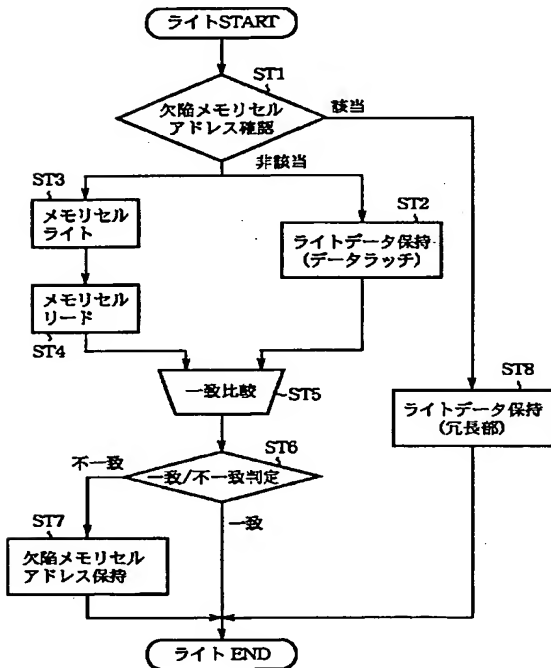 ライトSTART
ST1
欠陥メモリセル
アドレス確認
該当
非該当
ST3
メモリセル
ライト
ST2
ライトデータ保持
(データラッチ)
メモリセル
リード
ST4
一致比較
ST5
ST8
ライトデータ保持
(冗長部)
ST6
不一致
一致/不一致判定
一致
ST7
欠陥メモリセル
アドレス保持
ライト END